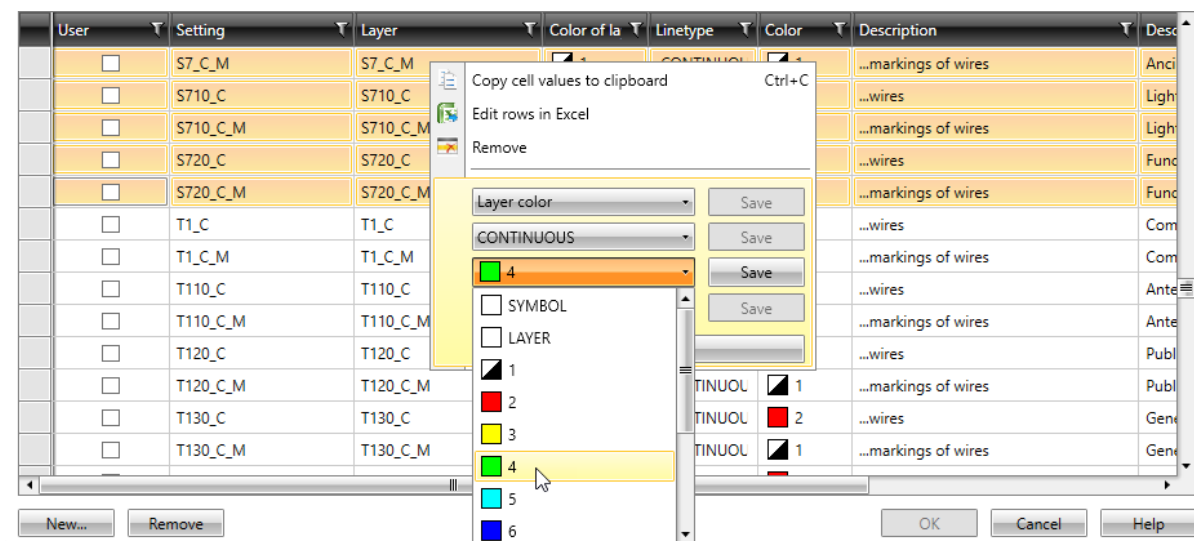 User Setting Layer Color of la Linetype Color Description Desc
S7_C_M S7_C_M 1 CONTINUOU 1 ...markings of wires Anci
Copy cell values to clipboard Ctrl+C
S710_C S710_C ...wires Ligh
Edit rows in Excel
S710_C_M S710_C_M ...markings of wires Ligh
Remove
S720_C S720_C ...wires Func
S720_C_M S720_C_M ...markings of wires Func
Layer color Save
T1_C T1_C ...wires Com
CONTINUOUS Save
T1_C_M T1_C_M ...markings of wires Com
4 Save
T110_C T110_C ...wires Ante
SYMBOL Save
T110_C_M T110_C_M ...markings of wires Ante
LAYER
T120_C T120_C ...wires Publ
1
T120_C_M T120_C_M TINUOU 1 ...markings of wires Publ
2
T130_C T130_C TINUOU 2 ...wires Gene
3
T130_C_M T130_C_M TINUOU 1 ...markings of wires Gene
4
5
New... Remove OK Cancel Help
6